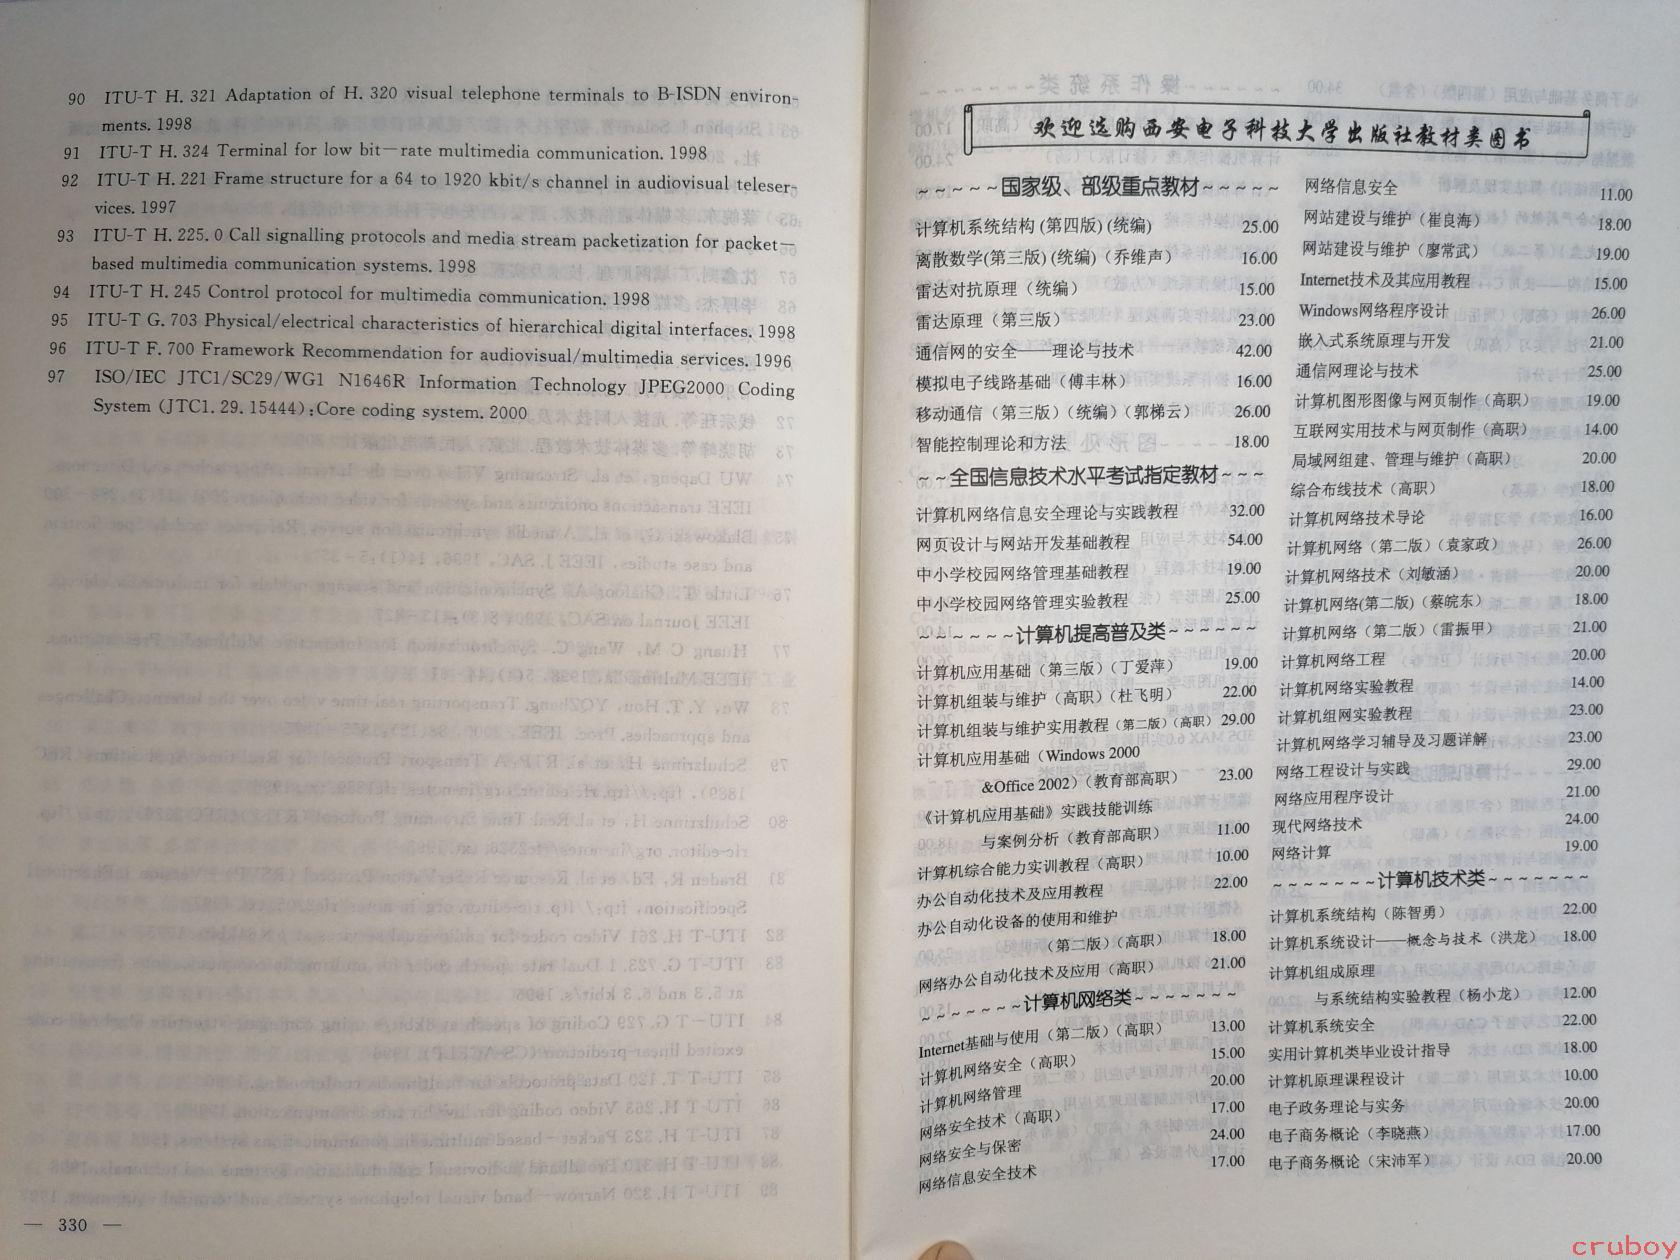 90 ITU-T H. 321 Adaptation of H. 320 visual telephone terminals to B-ISDN environ-
ments. 1998
91 ITU-T H. 324 Terminal for low bit—rate multimedia communication. 1998
92 ITU-T H. 221 Frame structure for a 64 to 1920 kbit/s channel in audiovisual teleser-
vices. 1997
93 ITU-T H. 225. 0 Call signalling protocols and media stream packetization for packet—
based multimedia communication systems. 1998
94 ITU-T H. 245 Control protocol for multimedia communication. 1998
95 ITU-T G. 703 Physical/electrical characteristics of hierarchical digital interfaces. 1998
96 ITU-T F. 700 Framework Recommendation for audiovisual/multimedia services. 1996
97 ISO/IEC JTC1/SC29/WG1 N1646R Information Technology JPEG2000 Coding
System (JTC1. 29. 15444):Core coding system. 2000
— 330 —
欢迎选购西安电子科技大学出版社教材类图书
~~~~~国家级、部级重点教材~~~~~
计算机系统结构 (第四版) (统编) 25.00
离散数学(第三版) (统编)（乔维声） 16.00
雷达对抗原理（统编） 15.00
雷达原理（第三版） 23.00
通信网的安全——理论与技术 42.00
模拟电子线路基础（傅丰林） 16.00
移动通信（第三版）（统编）（郭梯云） 26.00
智能控制理论和方法 18.00
~~全国信息技术水平考试指定教材~~~
计算机网络信息安全理论与实践教程 32.00
网页设计与网站开发基础教程 54.00
中小学校园网络管理基础教程 19.00
中小学校园网络管理实验教程 25.00
~~~~~~计算机提高普及类~~~~~~
计算机应用基础（第三版）（丁爱萍） 19.00
计算机组装与维护（高职）（杜飞明） 22.00
计算机组装与维护实用教程（第二版）（高职） 29.00
计算机应用基础（Windows 2000
&Office 2002）（教育部高职） 23.00
《计算机应用基础》实践技能训练
与案例分析（教育部高职） 11.00
计算机综合能力实训教程（高职） 10.00
办公自动化技术及应用教程 22.00
办公自动化设备的使用和维护
（第二版）（高职） 18.00
网络办公自动化技术及应用（高职） 21.00
~~~~~~计算机网络类~~~~~~~
Internet基础与使用（第二版）（高职） 13.00
计算机网络安全（高职） 15.00
计算机网络管理 20.00
网络安全技术（高职） 17.00
网络安全与保密 24.00
网络信息安全技术 17.00
网络信息安全 11.00
网站建设与维护（崔良海） 18.00
网站建设与维护（廖常武） 19.00
Internet技术及其应用教程 15.00
Windows网络程序设计 26.00
嵌入式系统原理与开发 21.00
通信网理论与技术 25.00
计算机图形图像与网页制作（高职） 19.00
互联网实用技术与网页制作（高职） 14.00
局域网组建、管理与维护（高职） 20.00
综合布线技术（高职） 18.00
计算机网络技术导论 16.00
计算机网络（第二版）（袁家政） 26.00
计算机网络技术（刘敏涵） 20.00
计算机网络(第二版)（蔡皖东） 18.00
计算机网络（第二版）（雷振甲） 21.00
计算机网络工程 20.00
计算机网络实验教程 14.00
计算机组网实验教程 23.00
计算机网络学习辅导及习题详解 23.00
网络工程设计与实践 29.00
网络应用程序设计 21.00
现代网络技术 24.00
网络计算 19.00
~~~~~~~计算机技术类~~~~~~~
计算机系统结构（陈智勇） 22.00
计算机系统设计——概念与技术（洪龙） 18.00
计算机组成原理
与系统结构实验教程（杨小龙） 12.00
计算机系统安全 22.00
实用计算机类毕业设计指导 18.00
计算机原理课程设计 10.00
电子政务理论与实务 20.00
电子商务概论（李晓燕） 17.00
电子商务概论（宋沛军） 20.00
cruboy